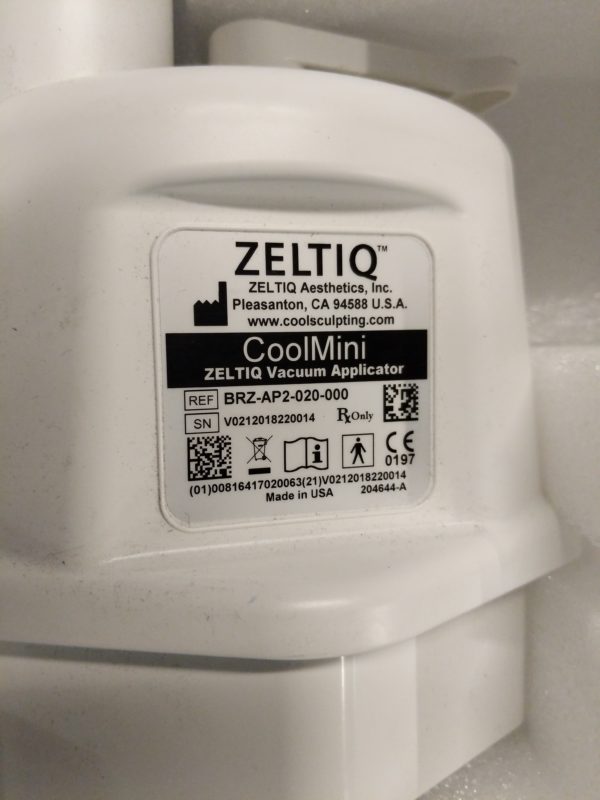 ZELTIQ™
ZELTIQ Aesthetics, Inc.
Pleasanton, CA 94588 U.S.A.
www.coolsculpting.com
CoolMini
ZELTIQ Vacuum Applicator
REF BRZ-AP2-020-000
SN V0212018220014 Rx Only
CE
0197
(01)00816417020063(21)V0212018220014
Made in USA 204644-A